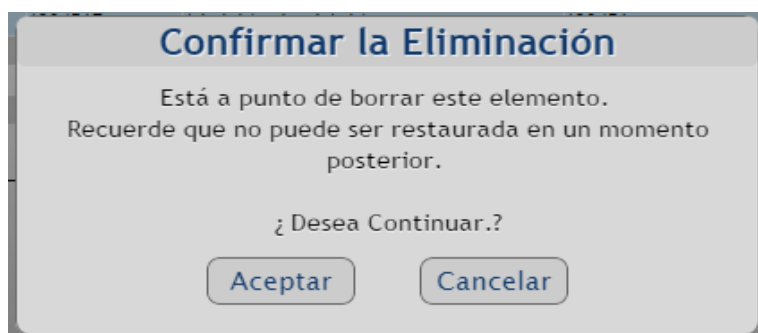 Confirmar la Eliminación
Está a punto de borrar este elemento.
Recuerde que no puede ser restaurada en un momento
posterior.
¿ Desea Continuar.?
Aceptar Cancelar